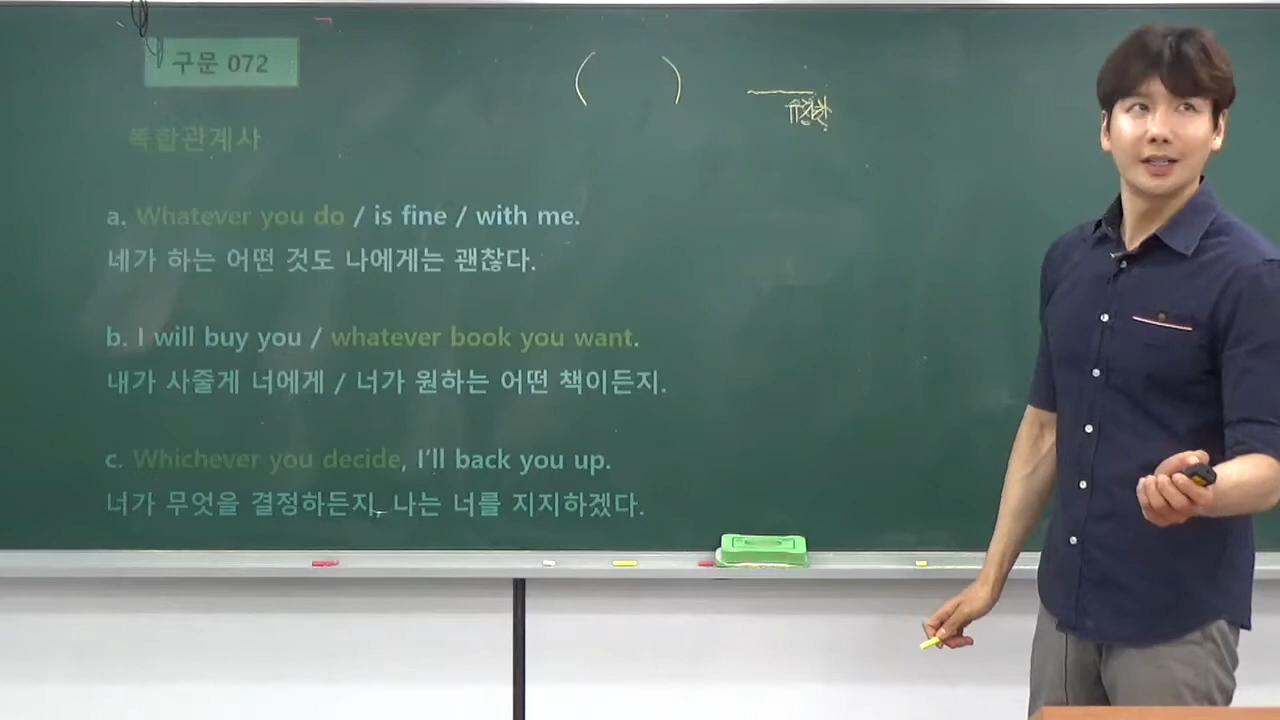 구문 072
복합관계사
a. Whatever you do / is fine / with me.
네가 하는 어떤 것도 나에게는 괜찮다.
b. I will buy you / whatever book you want.
내가 사줄게 너에게 / 너가 원하는 어떤 책이든지.
c. Whichever you decide, I'll back you up.
너가 무엇을 결정하든지, 나는 너를 지지하겠다.